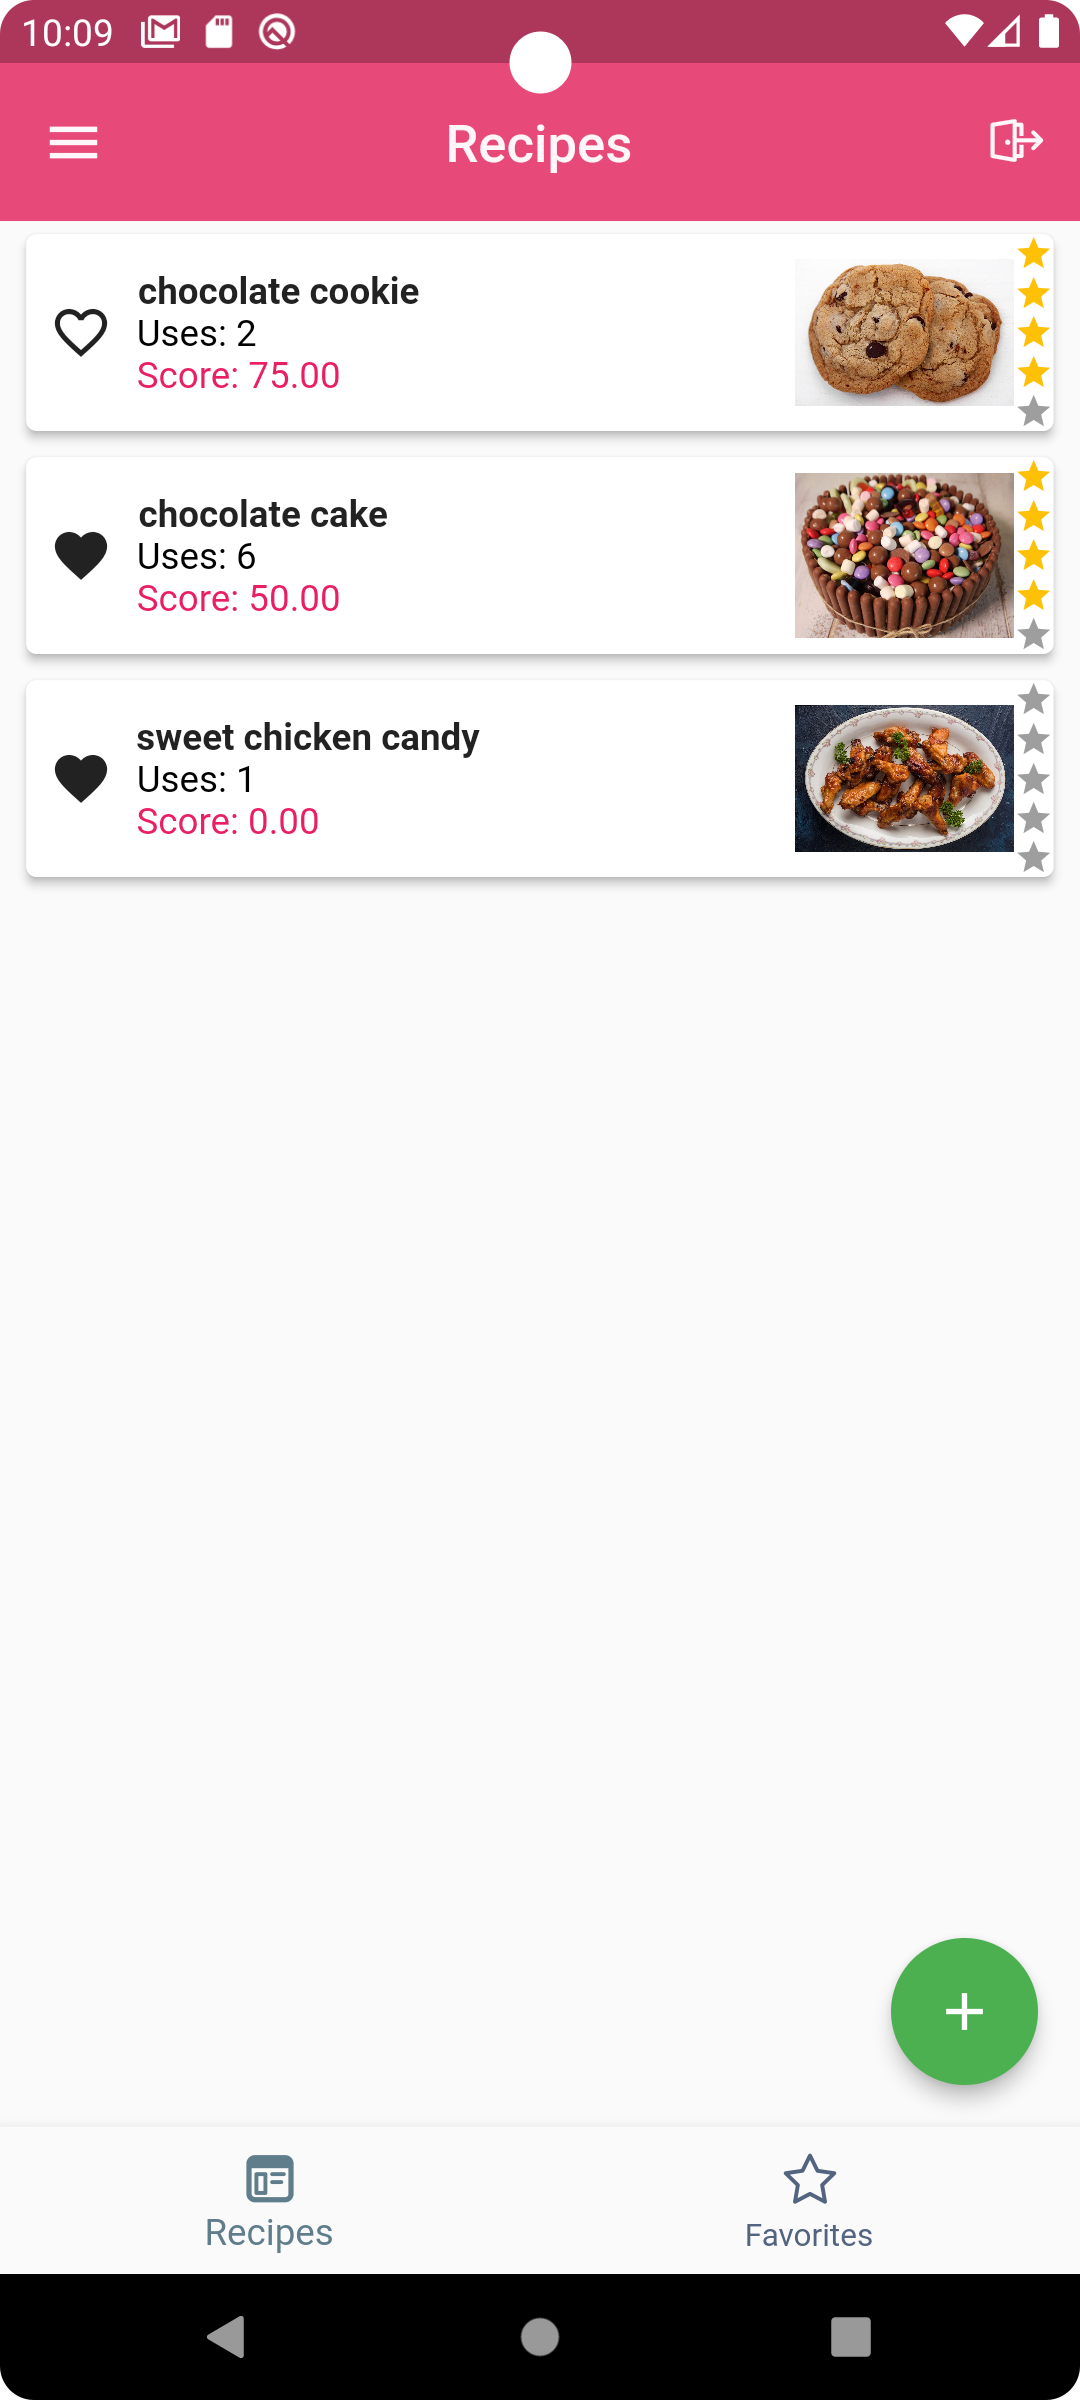 10:09
Recipes
chocolate cookie
Uses: 2
Score: 75.00
chocolate cake
Uses: 6
Score: 50.00
sweet chicken candy
Uses: 1
Score: 0.00
Recipes
Favorites